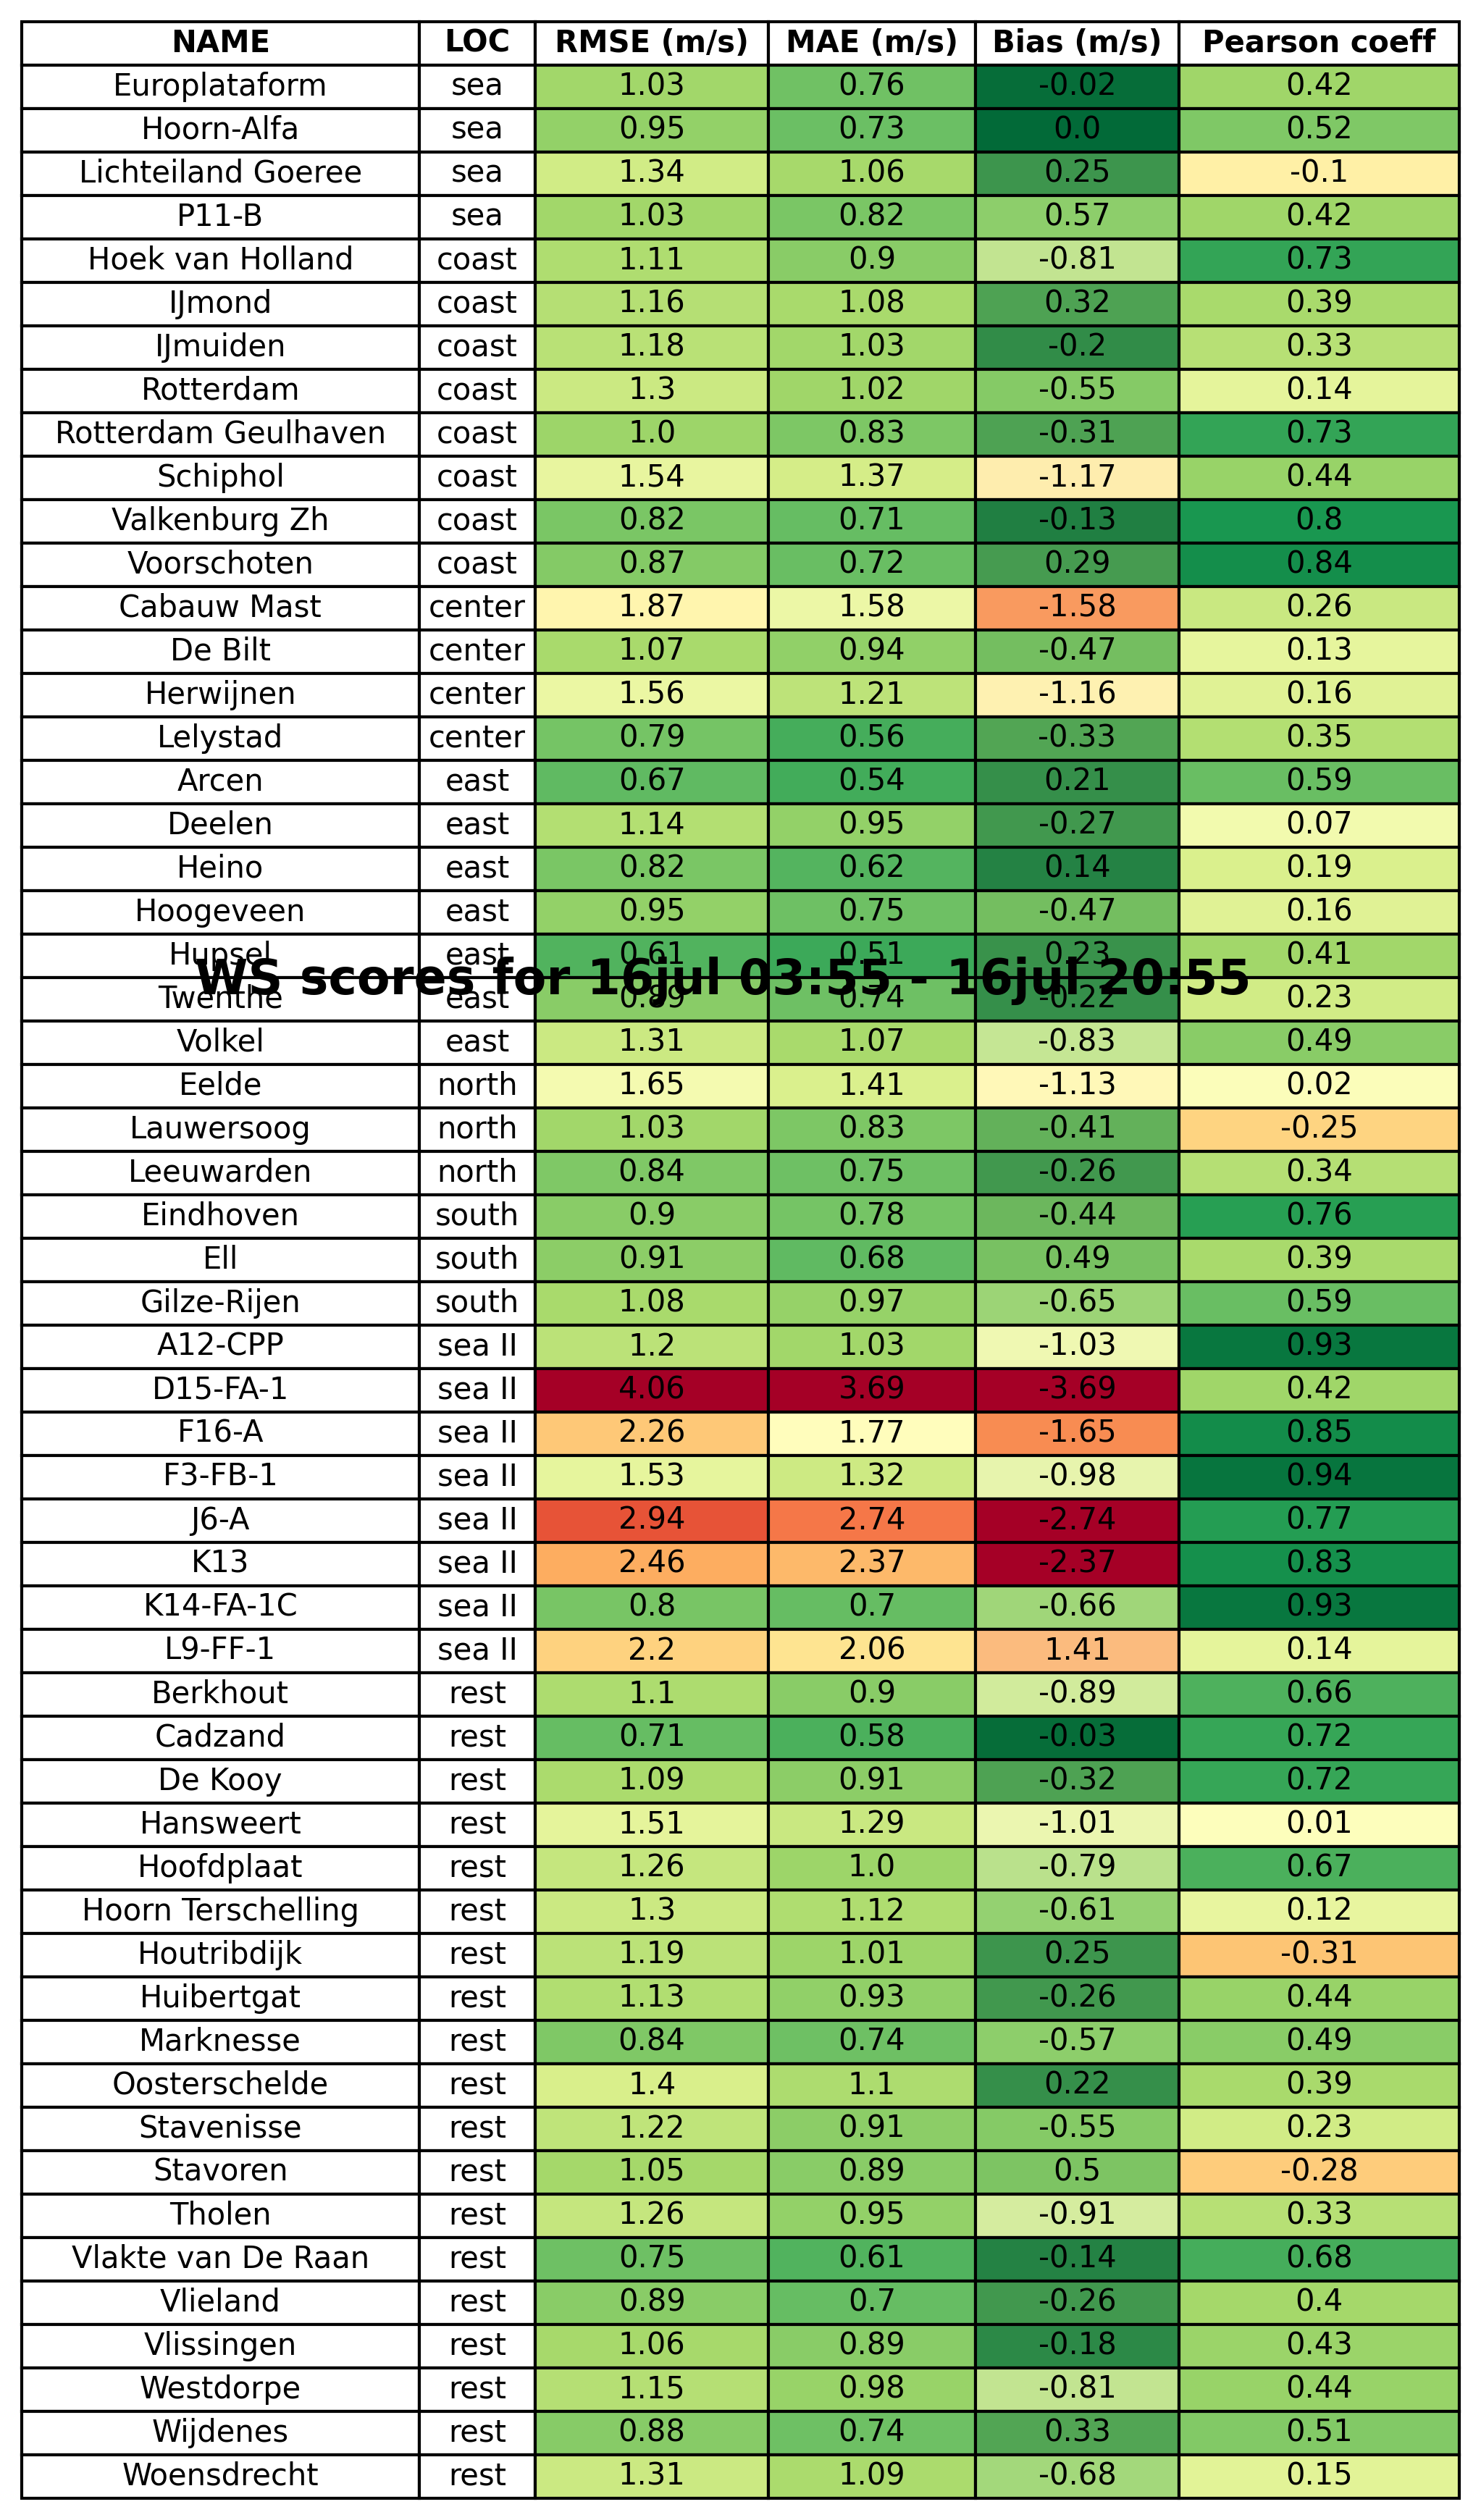 NAME LOC RMSE (m/s) MAE (m/s) Bias (m/s) Pearson coeff
Europlataform sea 1.03 0.76 -0.02 0.42
Hoorn-Alfa sea 0.95 0.73 0.0 0.52
Lichteiland Goeree sea 1.34 1.06 0.25 -0.1
P11-B sea 1.03 0.82 0.57 0.42
Hoek van Holland coast 1.11 0.9 -0.81 0.73
IJmond coast 1.16 1.08 0.32 0.39
IJmuiden coast 1.18 1.03 -0.2 0.33
Rotterdam coast 1.3 1.02 -0.55 0.14
Rotterdam Geulhaven coast 1.0 0.83 -0.31 0.73
Schiphol coast 1.54 1.37 -1.17 0.44
Valkenburg Zh coast 0.82 0.71 -0.13 0.8
Voorschoten coast 0.87 0.72 0.29 0.84
Cabauw Mast center 1.87 1.58 -1.58 0.26
De Bilt center 1.07 0.94 -0.47 0.13
Herwijnen center 1.56 1.21 -1.16 0.16
Lelystad center 0.79 0.56 -0.33 0.35
Arcen east 0.67 0.54 0.21 0.59
Deelen east 1.14 0.95 -0.27 0.07
Heino east 0.82 0.62 0.14 0.19
Hoogeveen east 0.95 0.75 -0.47 0.16
Hupsel east 0.61 0.51 0.23 0.41
WS scores for 16jul 03:55 - 16jul 20:55
Twenthe east 0.89 0.74 -0.22 0.23
Volkel east 1.31 1.07 -0.83 0.49
Eelde north 1.65 1.41 -1.13 0.02
Lauwersoog north 1.03 0.83 -0.41 -0.25
Leeuwarden north 0.84 0.75 -0.26 0.34
Eindhoven south 0.9 0.78 -0.44 0.76
Ell south 0.91 0.68 0.49 0.39
Gilze-Rijen south 1.08 0.97 -0.65 0.59
A12-CPP sea II 1.2 1.03 -1.03 0.93
D15-FA-1 sea II 4.06 3.69 -3.69 0.42
F16-A sea II 2.26 1.77 -1.65 0.85
F3-FB-1 sea II 1.53 1.32 -0.98 0.94
J6-A sea II 2.94 2.74 -2.74 0.77
K13 sea II 2.46 2.37 -2.37 0.83
K14-FA-1C sea II 0.8 0.7 -0.66 0.93
L9-FF-1 sea II 2.2 2.06 1.41 0.14
Berkhout rest 1.1 0.9 -0.89 0.66
Cadzand rest 0.71 0.58 -0.03 0.72
De Kooy rest 1.09 0.91 -0.32 0.72
Hansweert rest 1.51 1.29 -1.01 0.01
Hoofdplaat rest 1.26 1.0 -0.79 0.67
Hoorn Terschelling rest 1.3 1.12 -0.61 0.12
Houtribdijk rest 1.19 1.01 0.25 -0.31
Huibertgat rest 1.13 0.93 -0.26 0.44
Marknesse rest 0.84 0.74 -0.57 0.49
Oosterschelde rest 1.4 1.1 0.22 0.39
Stavenisse rest 1.22 0.91 -0.55 0.23
Stavoren rest 1.05 0.89 0.5 -0.28
Tholen rest 1.26 0.95 -0.91 0.33
Vlakte van De Raan rest 0.75 0.61 -0.14 0.68
Vlieland rest 0.89 0.7 -0.26 0.4
Vlissingen rest 1.06 0.89 -0.18 0.43
Westdorpe rest 1.15 0.98 -0.81 0.44
Wijdenes rest 0.88 0.74 0.33 0.51
Woensdrecht rest 1.31 1.09 -0.68 0.15